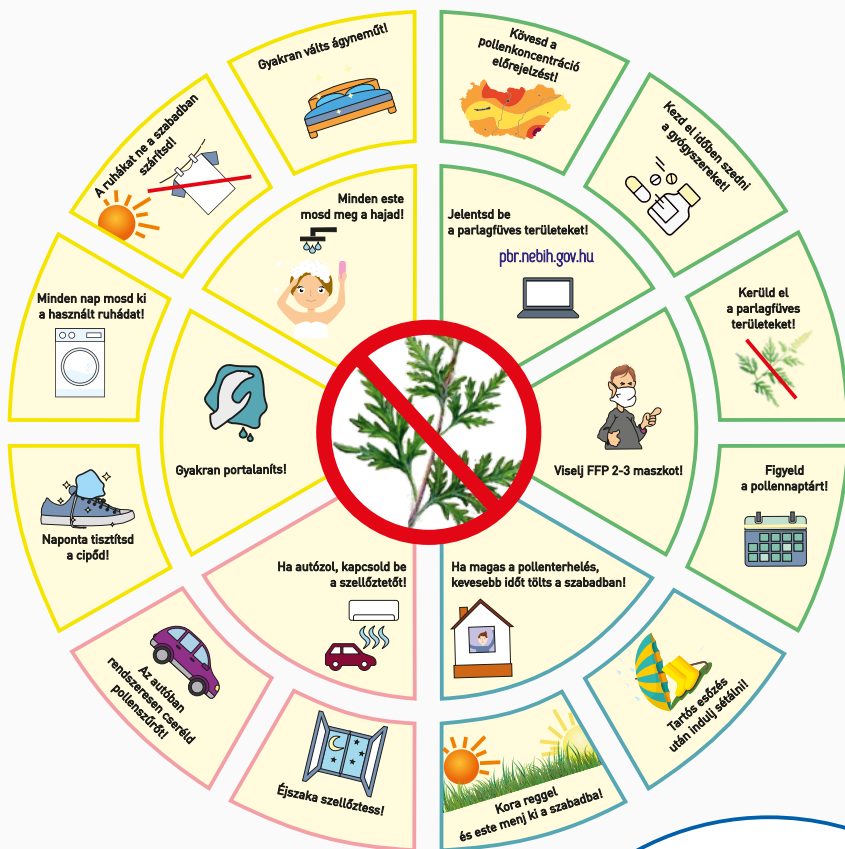 Kövesd a
pollenkoncentráció
előrejelzést!
Kezd el időben szedni
a gyógyszereket!
Kerüld el
a parlagfüves
területeket!
Figyeld
a pollennaptárt!
Tartós esőzés
után indulj sétálni!
Kora reggel
és este menj ki a szabadba!
Éjszaka szellőztess!
Az autóban
rendszeresen cseréld
pollenszűrőt!
Naponta tisztítsd
a cipőd!
Minden nap mosd ki
a használt ruhádat!
A ruhákat ne a szabadban
szárítsd!
Gyakran válts ágyneműt!
Jelentsd be
a parlagfüves területeket!
pbr.nebih.gov.hu
Viselj FFP 2-3 maszkot!
Ha magas a pollenterhelés,
kevesebb időt tölts a szabadban!
Ha autózol, kapcsold be
a szellőztetőt!
Gyakran portalaníts!
Minden este
mosd meg a hajad!